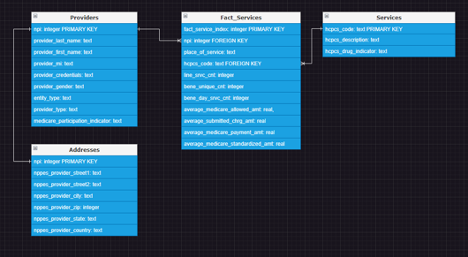 Providers
npi: integer PRIMARY KEY
provider_last_name: text
provider_first_name: text
provider_mi: text
provider_credentials: text
provider_gender: text
entity_type: text
provider_type: text
medicare_participation_indicator: text
Addresses
npi: integer PRIMARY KEY
nppes_provider_street1: text
nppes_provider_street2: text
nppes_provider_city: text
nppes_provider_zip: integer
nppes_provider_state: text
nppes_provider_country: text
Fact_Services
fact_service_index: integer PRIMARY KEY
npi: integer FOREIGN KEY
place_of_service: text
hcpcs_code: text FOREIGN KEY
line_srvc_cnt: integer
bene_unique_cnt: integer
bene_day_srvc_cnt: integer
average_medicare_allowed_amt: real,
average_submitted_chrg_amt: real
average_medicare_payment_amt: real
average_medicare_standardized_amt: real
Services
hcpcs_code: text PRIMARY KEY
hcpcs_description: text
hcpcs_drug_indicator: text